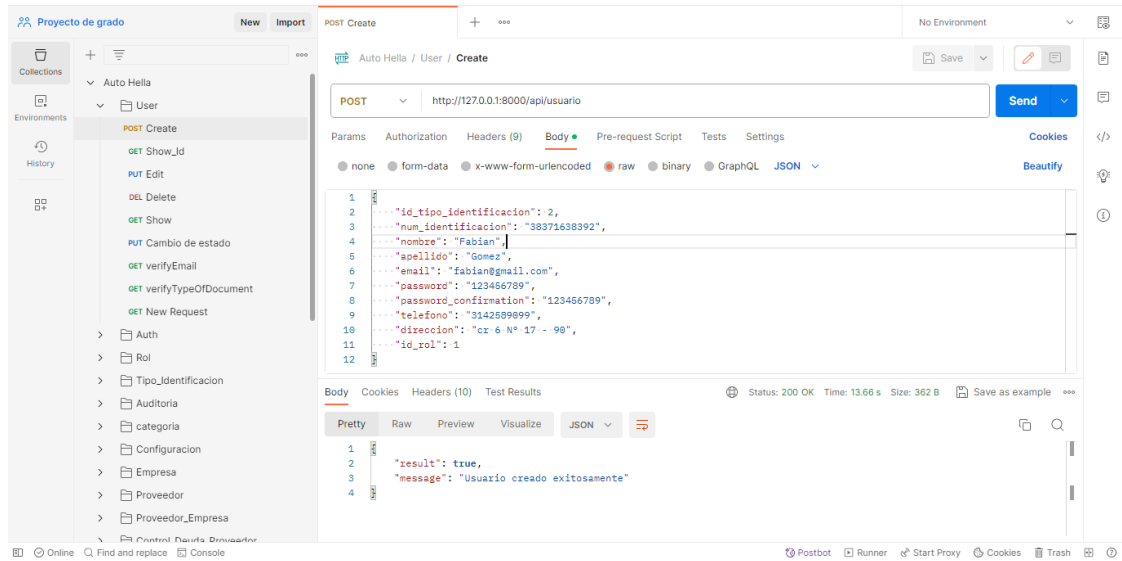 Proyecto de grado
New
Import
POST Create
No Environment
Collections
Environments
History
Auto Hella
User
POST Create
GET Show_Id
PUT Edit
DEL Delete
GET Show
PUT Cambio de estado
GET verifyEmail
GET verifyTypeOfDocument
GET New Request
Auth
Rol
Tipo_Identificacion
Auditoria
categoria
Configuracion
Empresa
Proveedor
Proveedor_Empresa
Control_Deuda_Proveedor
HTTP Auto Hella / User / Create
Save
POST http://127.0.0.1:8000/api/usuario
Send
Params Authorization Headers (9) Body Pre-request Script Tests Settings Cookies
none form-data x-www-form-urlencoded raw binary GraphQL JSON Beautify
1 {
2 "id_tipo_identificacion": 2,
3 "num_identificacion": "38371638392",
4 "nombre": "Fabian",
5 "apellido": "Gomez",
6 "email": "fabian@gmail.com",
7 "password": "123456789",
8 "password_confirmation": "123456789",
9 "telefono": "3142589099",
10 "direccion": "cr 6 Nº 17 - 90",
11 "id_rol": 1
12 }
Body Cookies Headers (10) Test Results Status: 200 OK Time: 13.66 s Size: 362 B Save as example
Pretty Raw Preview Visualize JSON
1 {
2 "result": true,
3 "message": "Usuario creado exitosamente"
4 }
Online Find and replace Console Postbot Runner Start Proxy Cookies Trash